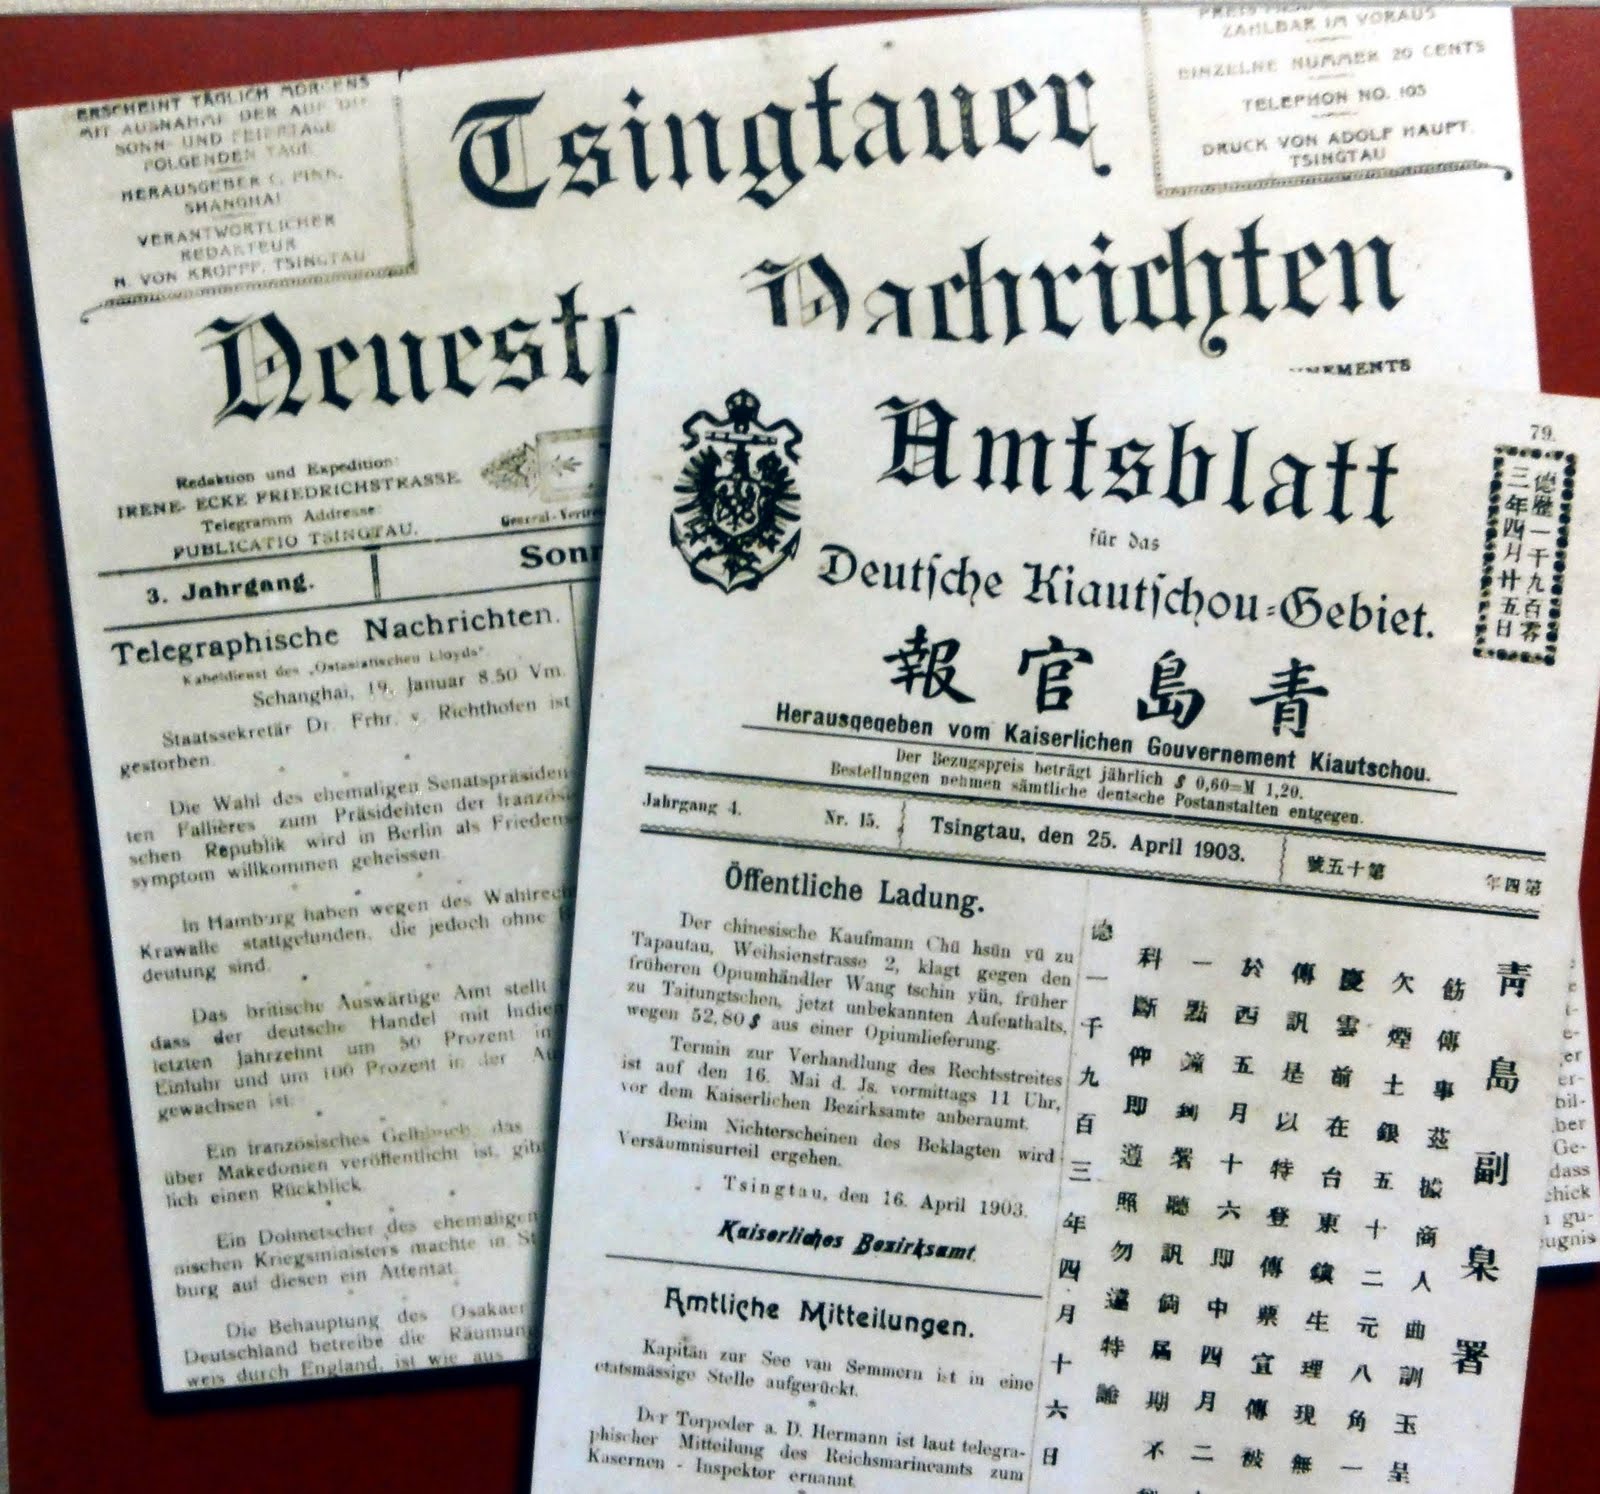 ERSCHEINT TÄGLICH MORGENS
MIT AUSNAHME DER AUF DIE
SONN- UND FEIERTAGE
FOLGENDEN TAGE
HERAUSGEBER C. FINK,
SHANGHAI
VERANTWORTLICHER
REDAKTEUR
H. VON KROPFF, TSINGTAU
ZAHLBAR IM VORAUS
EINZELNE NUMMER 20 CENTS
TELEPHON NO. 105
DRUCK VON ADOLF HAUPT,
TSINGTAU
Tsingtauer
Neueste Nachrichten
Redaktion und Expedition:
IRENE- ECKE FRIEDRICHSTRASSE
Telegramm Addresse:
PUBLICATIO TSINGTAU.
General-Vertre
3. Jahrgang.
Son
Telegraphische Nachrichten.
Kabeldienst des „Ostasiatischen Lloyds“.
Schanghai, 19. Januar 8.50 Vm.
Staatssekretär Dr. Frhr. v. Richthofen ist
gestorben.
Die Wahl des ehemaligen Senatspräsiden-
ten Fallières zum Präsidenten der französi-
schen Republik wird in Berlin als Friedens
symptom willkommen geheissen.
In Hamburg haben wegen des Wahlrech
Krawalle stattgefunden, die jedoch ohne
deutung sind.
Das britische Auswärtige Amt stellt
dass der deutsche Handel mit Indien
letzten Jahrzehnt um 50 Prozent in
Einfuhr und um 100 Prozent in der Au
gewachsen ist.
Ein französisches Gelbbuch, das
über Makedonien veröffentlicht ist, gib
lich einen Rückblick.
Ein Dolmetscher des ehemaligen
nischen Kriegsministers machte in St
burg auf diesen ein Attentat.
Die Behauptung des Osakaer
Deutschland betreibe die Räumun
weis durch England, ist wie aus
79.
德歷一千九百零
三年四月廿五日
Amtsblatt
für das
Deutsche Kiautschou-Gebiet.
報官島青
Herausgegeben vom Kaiserlichen Gouvernement Kiautschou.
Der Bezugspreis beträgt jährlich $ 0,60=M 1,20.
Bestellungen nehmen sämtliche deutsche Postanstalten entgegen.
Jahrgang 4. Nr. 15. Tsingtau, den 25. April 1903. 號五十第 年四第
Öffentliche Ladung.
Der chinesische Kaufmann Chü hsün yü zu
Tapautau, Weihsienstrasse 2, klagt gegen den
früheren Opiumhändler Wang tschin yün, früher
zu Taitungtschen, jetzt unbekannten Aufenthalts,
wegen 52,80 $ aus einer Opiumlieferung.
Termin zur Verhandlung des Rechtsstreites
ist auf den 16. Mai d. Js. vormittags 11 Uhr,
vor dem Kaiserlichen Bezirksamte anberaumt.
Beim Nichterscheinen des Beklagten wird
Versäumnisurteil ergehen.
Tsingtau, den 16. April 1903.
Kaiserliches Bezirksamt.
Amtliche Mitteilungen.
Kapitän zur See van Semmern ist in eine
etatsmässige Stelle aufgerückt.
Der Torpeder a. D. Hermann ist laut telegra-
phischer Mitteilung des Reichsmarineamts zum
Kasernen - Inspektor ernannt.
青島副臬署
飭傳事茲據商人曲訓玉呈
欠煙土銀五十二元八角一
慶雲前在台東鎮生理現無
傳訊是以特登傳票宣傳被
於西五月十六即中四月二
一點鐘到署聽訊倘届期不
科斷仰即遵照勿違特諭
德一千九百三年四月十六日